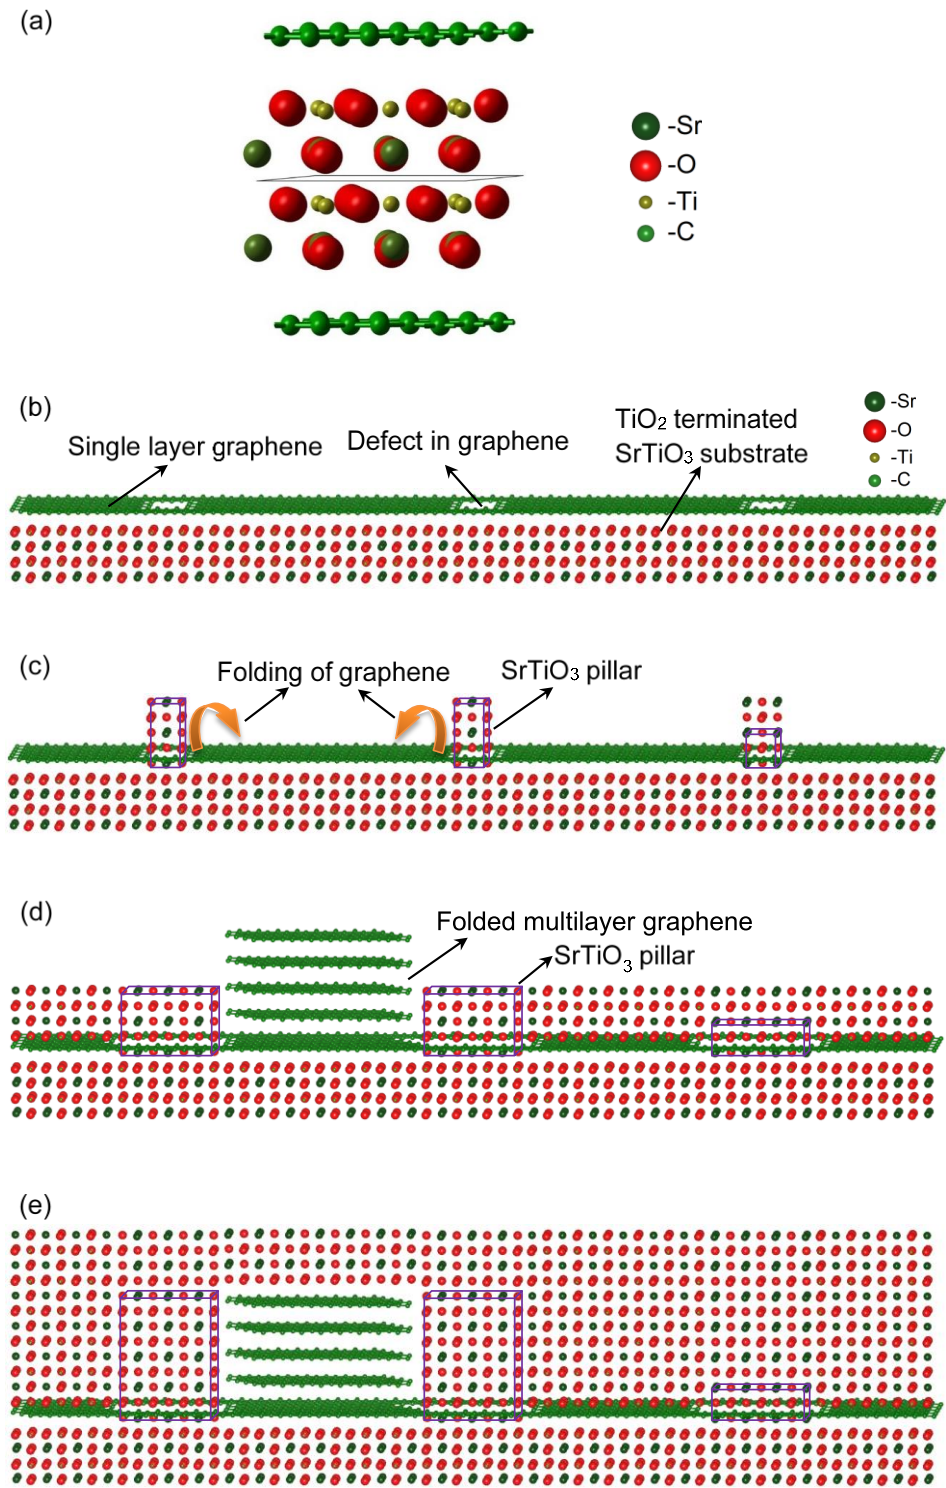 (a)
-Sr
-O
-Ti
-C
(b)
Single layer graphene
Defect in graphene
TiO₂ terminated
SrTiO₃ substrate
-Sr
-O
-Ti
-C
(c)
Folding of graphene
SrTiO₃ pillar
(d)
Folded multilayer graphene
SrTiO₃ pillar
(e)